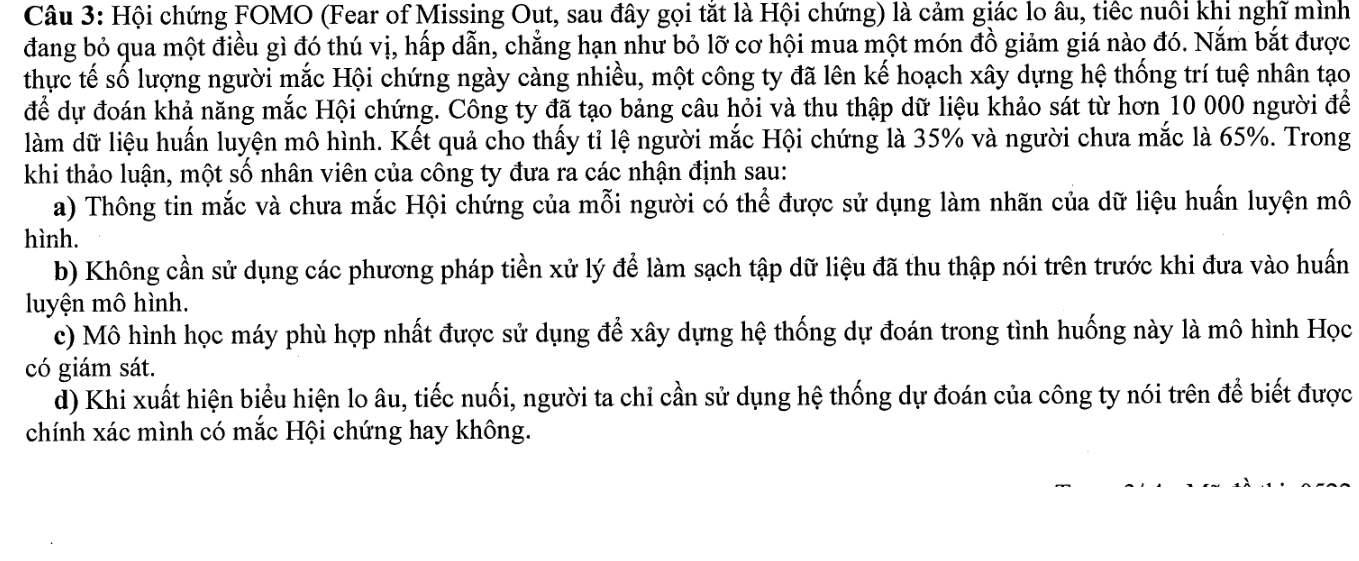 Câu 3: Hội chứng FOMO (Fear of Missing Out, sau đây gọi tắt là Hội chứng) là cảm giác lo âu, tiếc nuối khi nghĩ mình
đang bỏ qua một điều gì đó thú vị, hấp dẫn, chẳng hạn như bỏ lỡ cơ hội mua một món đồ giảm giá nào đó. Nắm bắt được
thực tế số lượng người mắc Hội chứng ngày càng nhiều, một công ty đã lên kế hoạch xây dựng hệ thống trí tuệ nhân tạo
để dự đoán khả năng mắc Hội chứng. Công ty đã tạo bảng câu hỏi và thu thập dữ liệu khảo sát từ hơn 10 000 người để
làm dữ liệu huấn luyện mô hình. Kết quả cho thấy tỉ lệ người mắc Hội chứng là 35% và người chưa mắc là 65%. Trong
khi thảo luận, một số nhân viên của công ty đưa ra các nhận định sau:
a) Thông tin mắc và chưa mắc Hội chứng của mỗi người có thể được sử dụng làm nhãn của dữ liệu huấn luyện mô
hình.
b) Không cần sử dụng các phương pháp tiền xử lý để làm sạch tập dữ liệu đã thu thập nói trên trước khi đưa vào huấn
luyện mô hình.
c) Mô hình học máy phù hợp nhất được sử dụng để xây dựng hệ thống dự đoán trong tình huống này là mô hình Học
có giám sát.
d) Khi xuất hiện biểu hiện lo âu, tiếc nuối, người ta chỉ cần sử dụng hệ thống dự đoán của công ty nói trên để biết được
chính xác mình có mắc Hội chứng hay không.